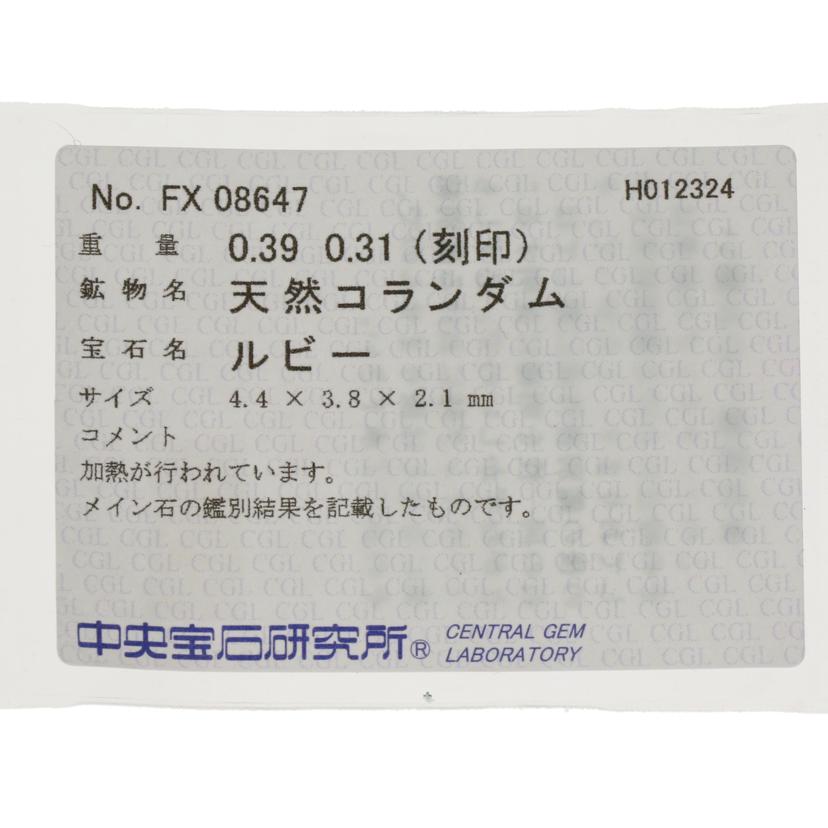 No. FX 08647 H012324
重量 0.39 0.31 (刻印)
鉱物名 天然コランダム
宝石名 ルビー
サイズ 4.4 × 3.8 × 2.1 mm
コメント
加熱が行われています。
メイン石の鑑別結果を記載したものです。
中央宝石研究所® CENTRAL GEM
LABORATORY